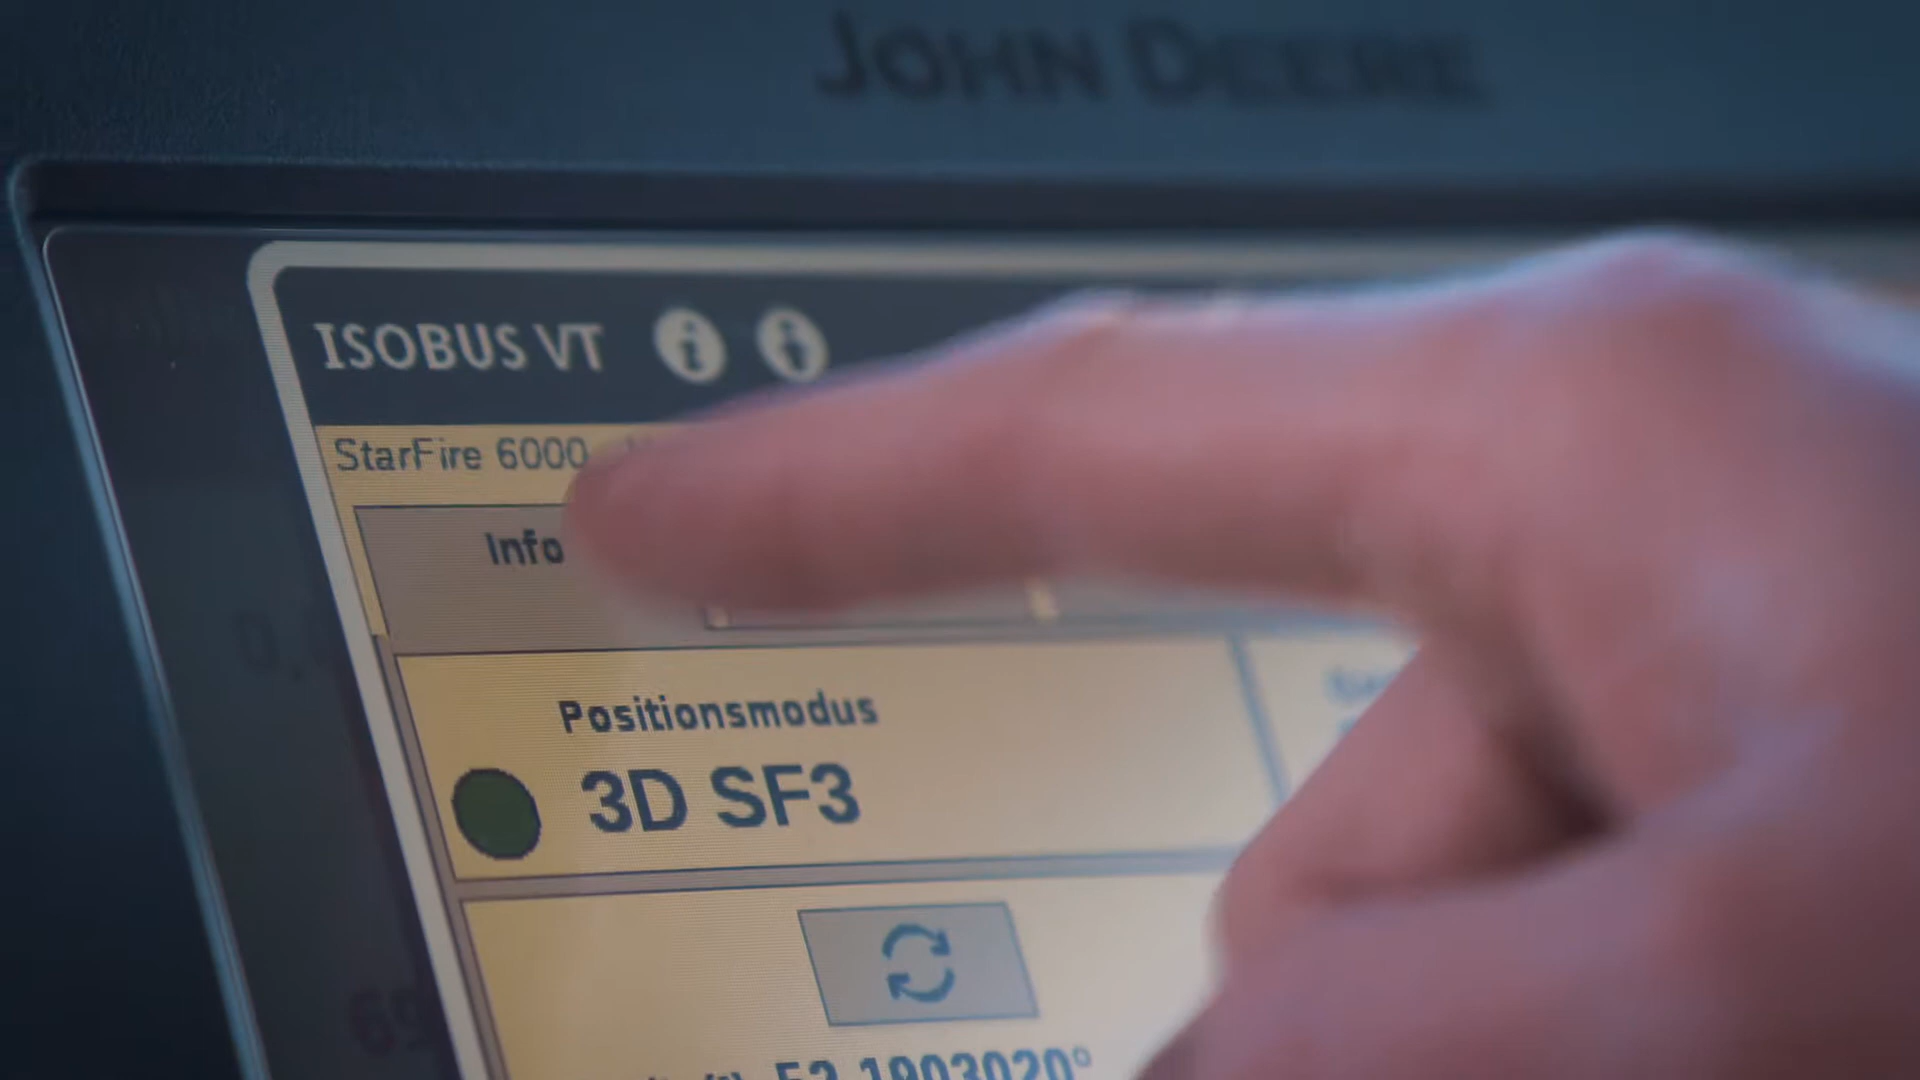 JOHN DEERE
ISOBUS VT
StarFire 6000
Info
Positionsmodus
3D SF3